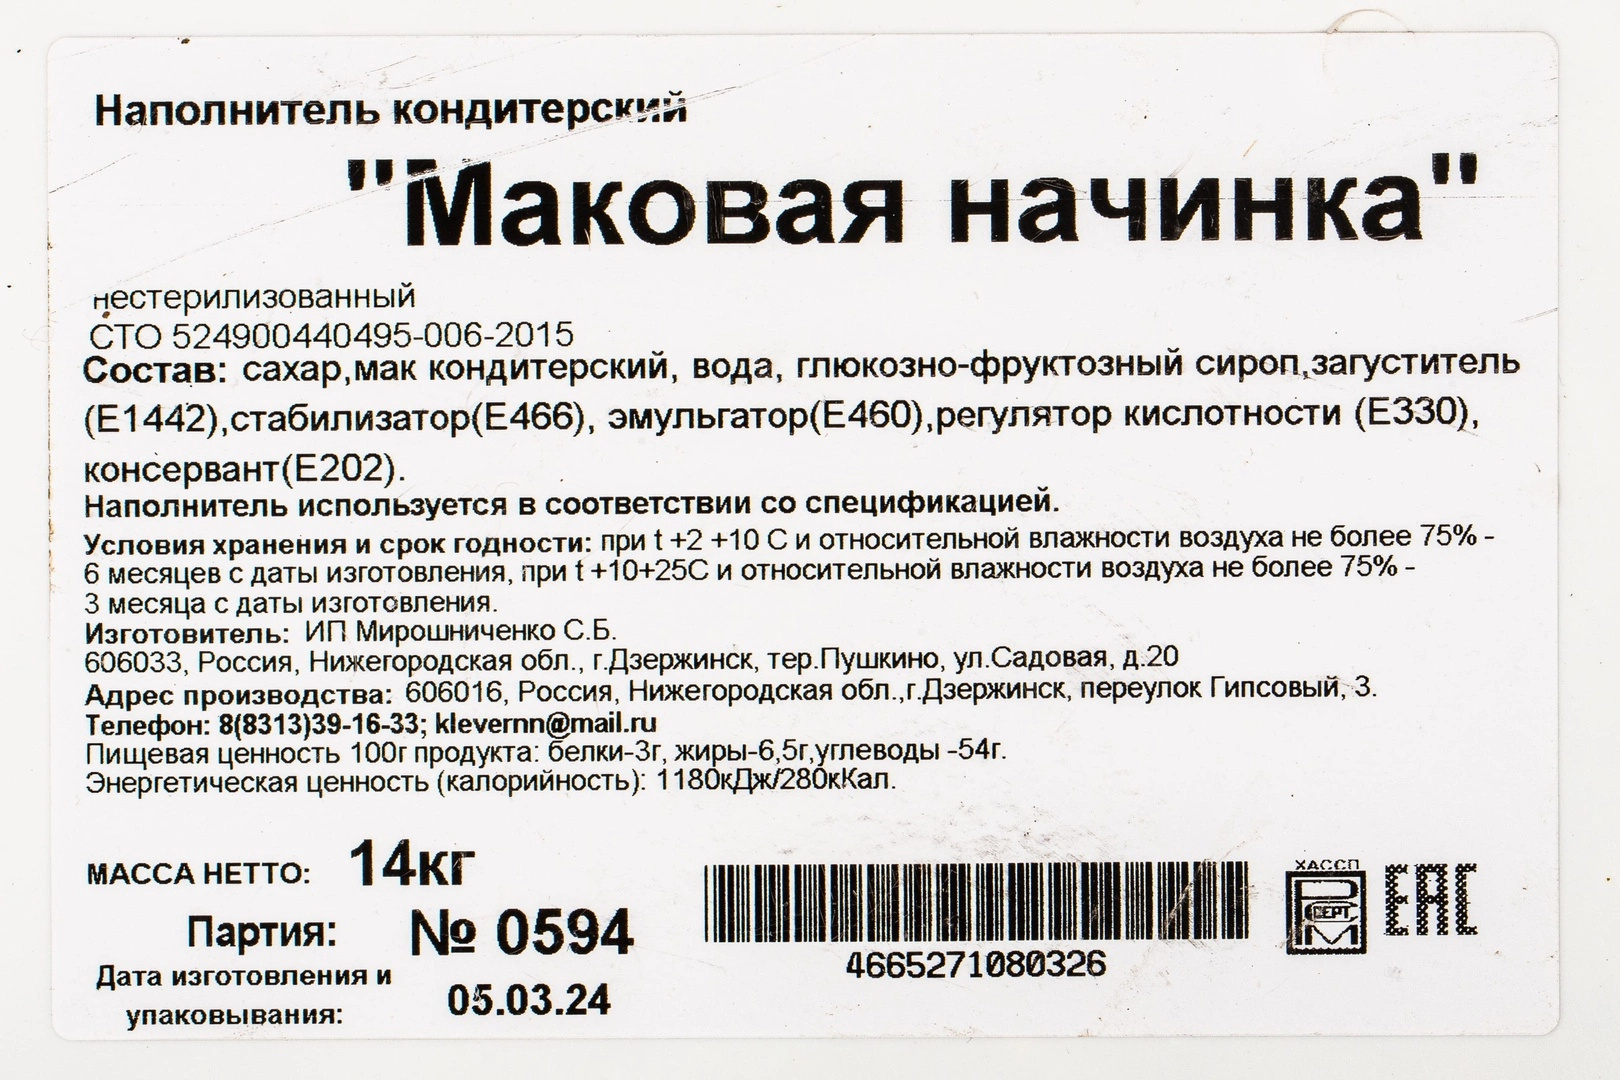 Наполнитель кондитерский
"Маковая начинка"
нестерилизованный
СТО 524900440495-006-2015
Состав: сахар,мак кондитерский, вода, глюкозно-фруктозный сироп,загуститель
(Е1442),стабилизатор(Е466), эмульгатор(Е460),регулятор кислотности (Е330),
консервант(Е202).
Наполнитель используется в соответствии со спецификацией.
Условия хранения и срок годности: при t +2 +10 С и относительной влажности воздуха не более 75% -
6 месяцев с даты изготовления, при t +10+25С и относительной влажности воздуха не более 75% -
3 месяца с даты изготовления.
Изготовитель: ИП Мирошниченко С.Б.
606033, Россия, Нижегородская обл., г.Дзержинск, тер.Пушкино, ул.Садовая, д.20
Адрес производства: 606016, Россия, Нижегородская обл.,г.Дзержинск, переулок Гипсовый, 3.
Телефон: 8(8313)39-16-33; klevernn@mail.ru
Пищевая ценность 100г продукта: белки-3г, жиры-6,5г,углеводы -54г.
Энергетическая ценность (калорийность): 1180кДж/280кКал.
МАССА НЕТТО: 14кг
Партия: № 0594
Дата изготовления и
упаковывания: 05.03.24
4665271080326
ХАССП
СЕРТ
ЕАС